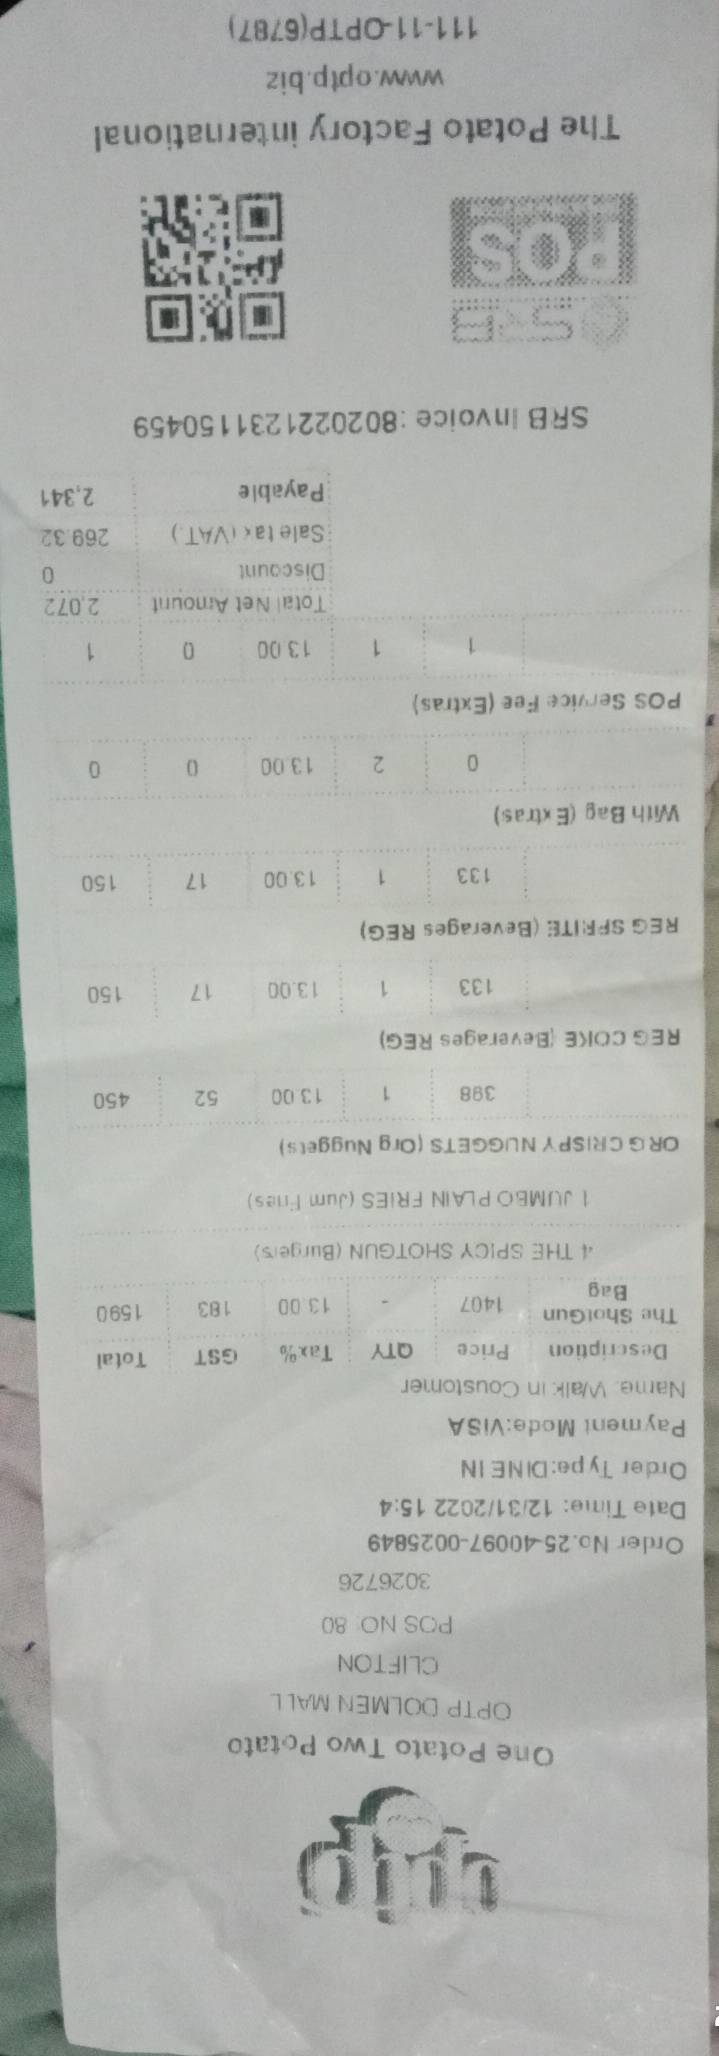 optp
One Potato Two Potato
OPTP DOLMEN MALL
CLIFTON
POS NO 80
3026726
Order No.25-40097-0025849
Date Time: 12/31/2022 15:4
Order Type:DINE IN
Payment Mode:VISA
Name: Walk in Coustomer
Description Price QTY Tax% GST Total
The ShotGun Bag 1407 - 13.00 183 1590
4 THE SPICY SHOTGUN (Burgers)
1 JUMBO PLAIN FRIES (Jum Fries)
ORG CRISPY NUGGETS (Org Nuggets)
398 1 13.00 52 450
REG COKE (Beverages REG)
133 1 13.00 17 150
REG SPRITE (Beverages REG)
133 1 13.00 17 150
With Bag (Extras)
0 2 13.00 0 0
POS Service Fee (Extras)
1 1 13.00 0 1
Total Net Amount 2,072
Discount 0
Sale tax (VAT ) 269.32
Payable 2,341
SRB Invoice :80202212311150459
SRB
POS
The Potato Factory international
www.optp.biz
111-11-OPTP(6787)